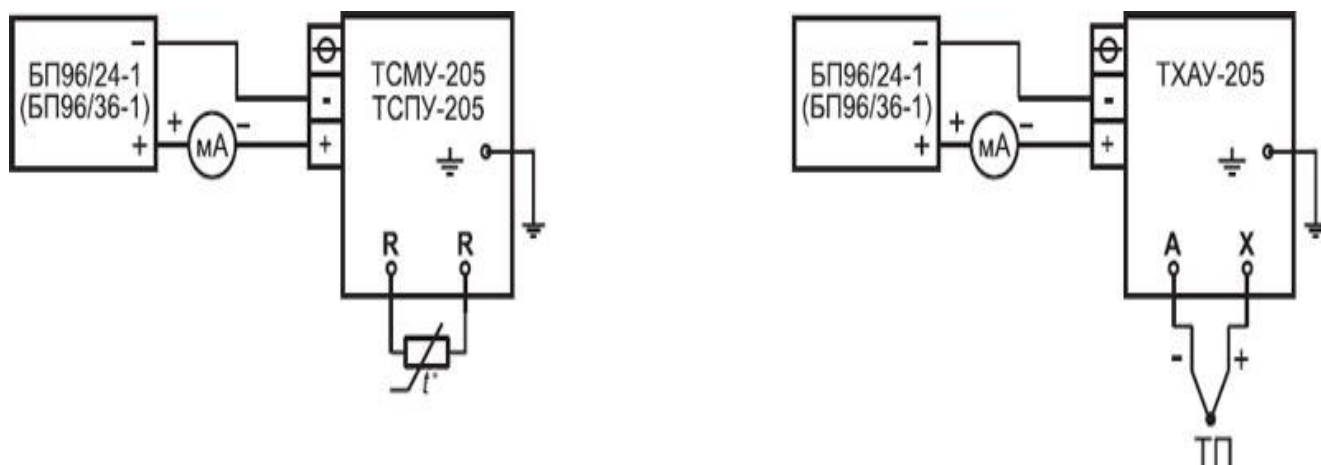 БП96/24-1
(БП96/36-1)
-
+
+
мА
-
-
+
ТСМУ-205
ТСПУ-205
R R
t°
БП96/24-1
(БП96/36-1)
-
+
+
мА
-
-
+
ТХАУ-205
А Х
- +
ТП